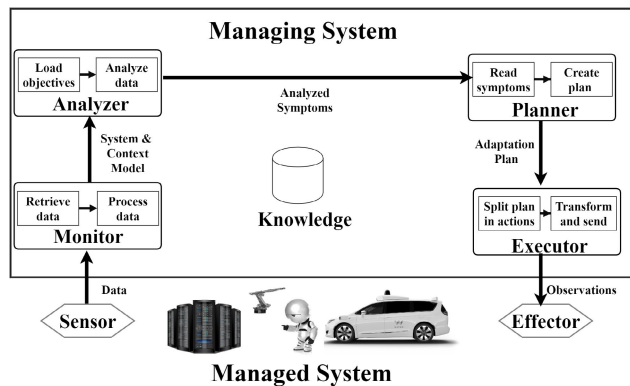 Managing System
Load
objectives
Analyze
data
Analyzer
Analyzed
Symptoms
Read
symptoms
Create
plan
Planner
System &
Context
Model
Adaptation
Plan
Retrieve
data
Process
data
Monitor
Knowledge
Split plan
in actions
Transform
and send
Executor
Data
Observations
Sensor
Effector
Managed System